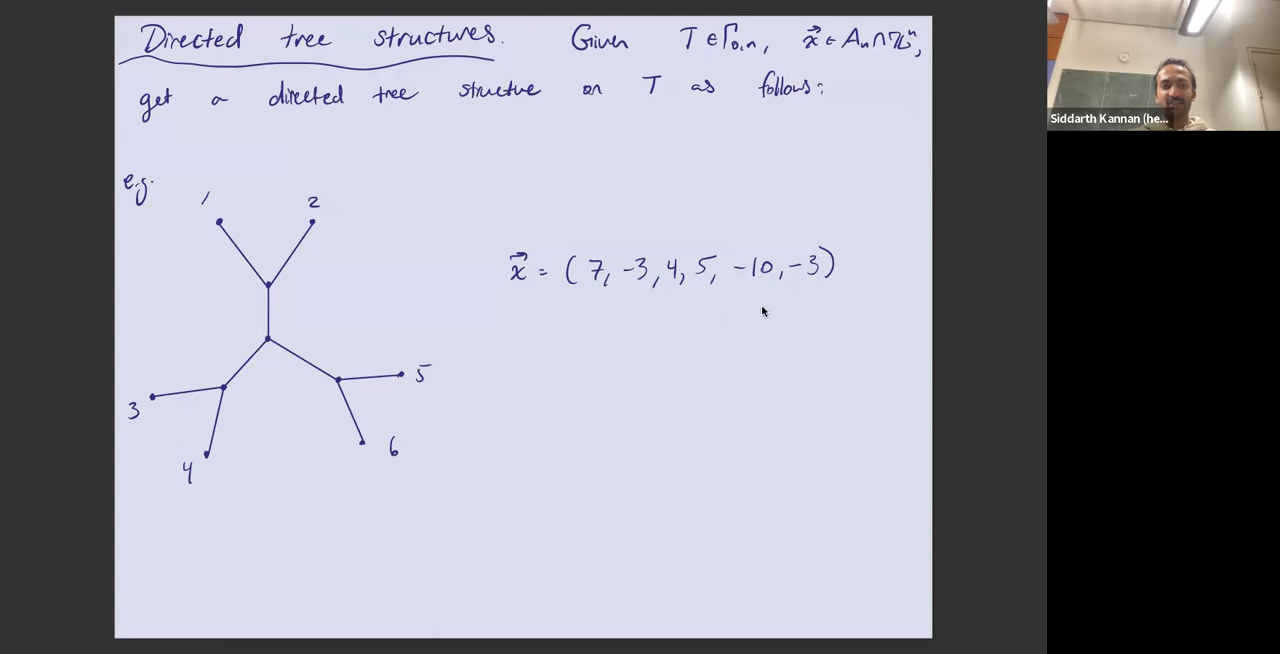 Directed tree structures. Given T ∈ Γ₀,ₙ, x⃗ ∈ Aₙ ∩ ℤⁿ,
get a directed tree structure on T as follows:
e.g.
1
2
x⃗ = (7, -3, 4, 5, -10, -3)
5
3
6
4
Siddarth Kannan (he...